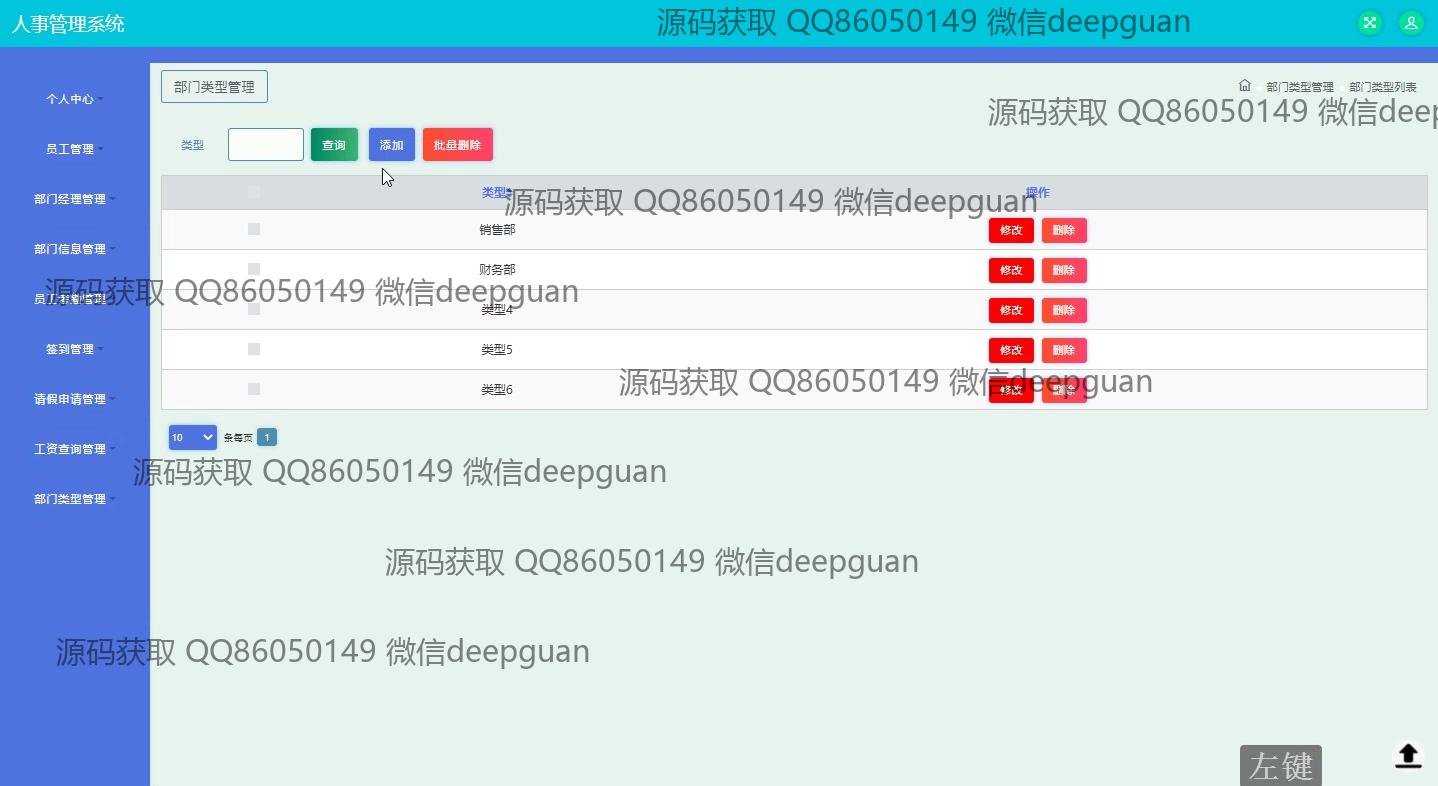 人事管理系统
源码获取 QQ86050149 微信deepguan
个人中心
员工管理
部门经理管理
部门信息管理
签到管理
请假申请管理
工资查询管理
部门类型管理
部门类型管理
部门类型管理 部门类型列表
源码获取 QQ86050149 微信deep
类型 查询 添加 批量删除
类型 操作
源码获取 QQ86050149 微信deepguan
销售部 修改 删除
财务部 修改 删除
源码获取 QQ86050149 微信deepguan
类型4 修改 删除
类型5 修改 删除
类型6 修改 删除
源码获取 QQ86050149 微信deepguan
10 条每页 1
源码获取 QQ86050149 微信deepguan
源码获取 QQ86050149 微信deepguan
源码获取 QQ86050149 微信deepguan
左键